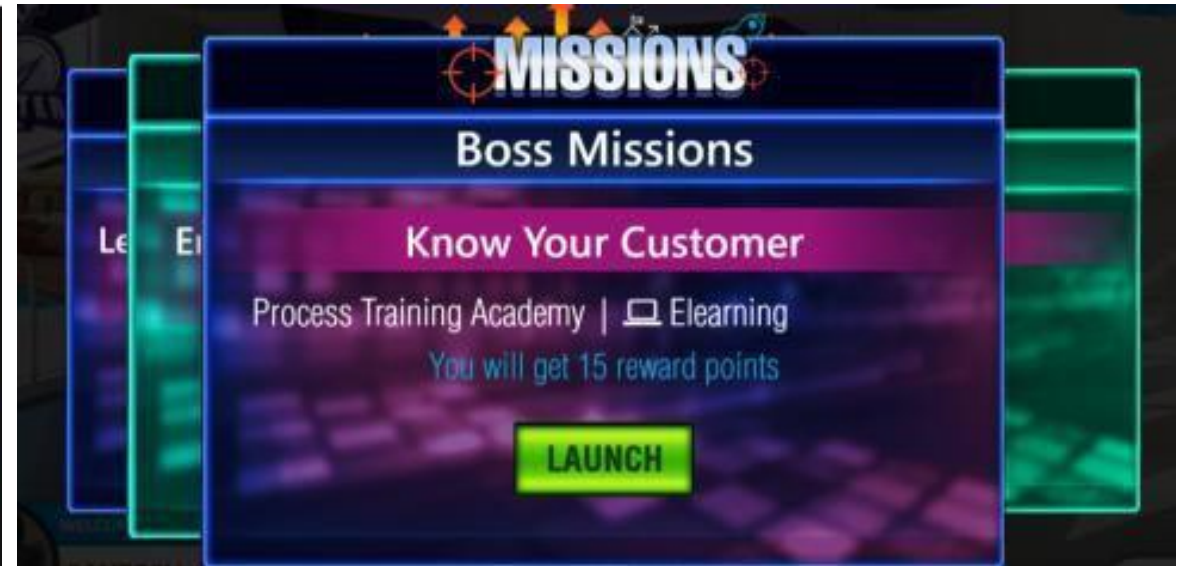 MISSIONS
Boss Missions
Know Your Customer
Process Training Academy | Elearning
You will get 15 reward points
LAUNCH